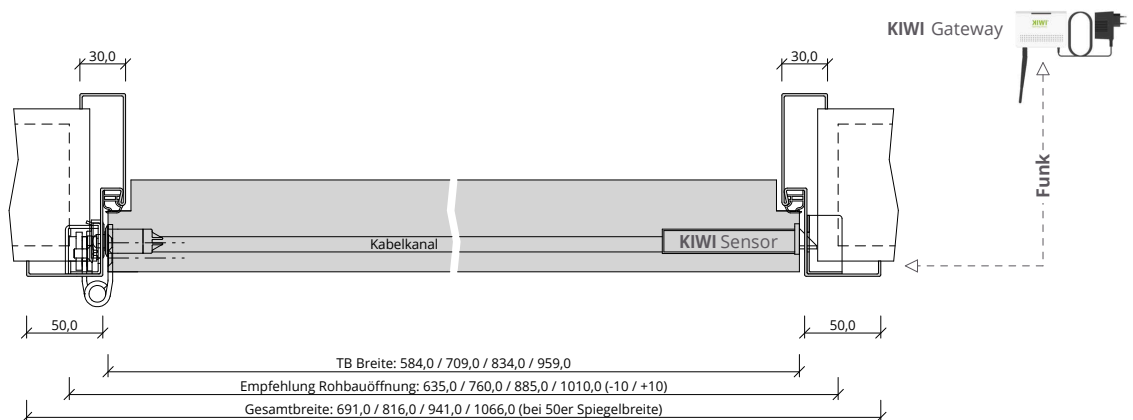 KIWI Gateway
KIWI
30,0
30,0
Funk
Kabelkanal
KIWI Sensor
50,0
50,0
TB Breite: 584,0 / 709,0 / 834,0 / 959,0
Empfehlung Rohbauöffnung: 635,0 / 760,0 / 885,0 / 1010,0 (-10 / +10)
Gesamtbreite: 691,0 / 816,0 / 941,0 / 1066,0 (bei 50er Spiegelbreite)